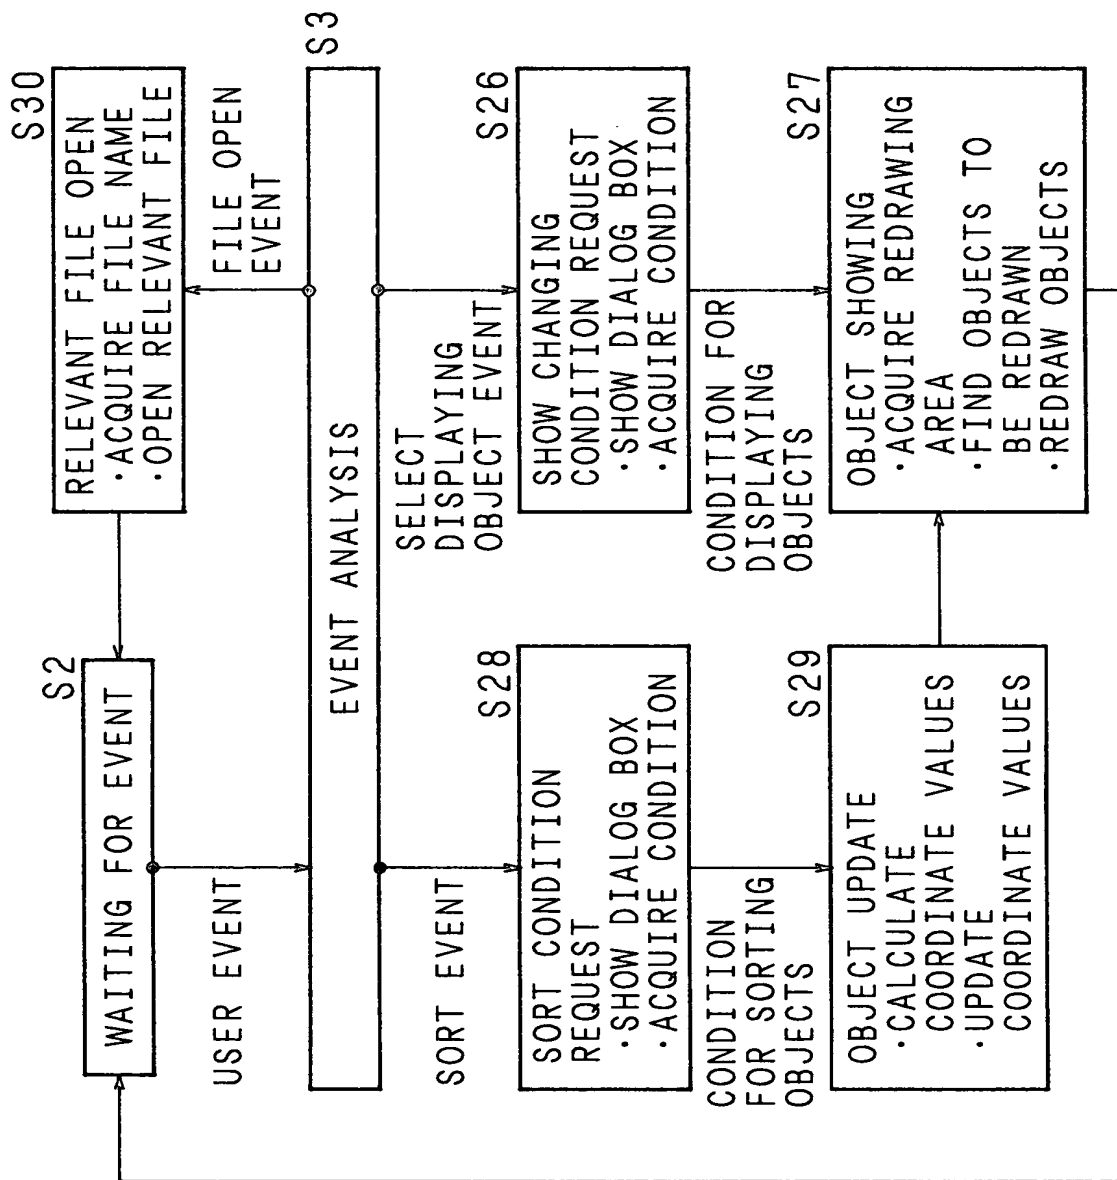 S2
WAITING FOR EVENT
S30
RELEVANT FILE OPEN
·ACQUIRE FILE NAME
·OPEN RELEVANT FILE
USER EVENT
FILE OPEN
EVENT
S3
EVENT ANALYSIS
SORT EVENT
SELECT
DISPLAYING
OBJECT EVENT
S28
SORT CONDITION
REQUEST
·SHOW DIALOG BOX
·ACQUIRE CONDITION
S26
SHOW CHANGING
CONDITION REQUEST
·SHOW DIALOG BOX
·ACQUIRE CONDITION
CONDITION
FOR SORTING
OBJECTS
CONDITION FOR
DISPLAYING
OBJECTS
S29
OBJECT UPDATE
·CALCULATE
COORDINATE VALUES
·UPDATE
COORDINATE VALUES
S27
OBJECT SHOWING
·ACQUIRE REDRAWING
AREA
·FIND OBJECTS TO
BE REDRAWN
·REDRAW OBJECTS